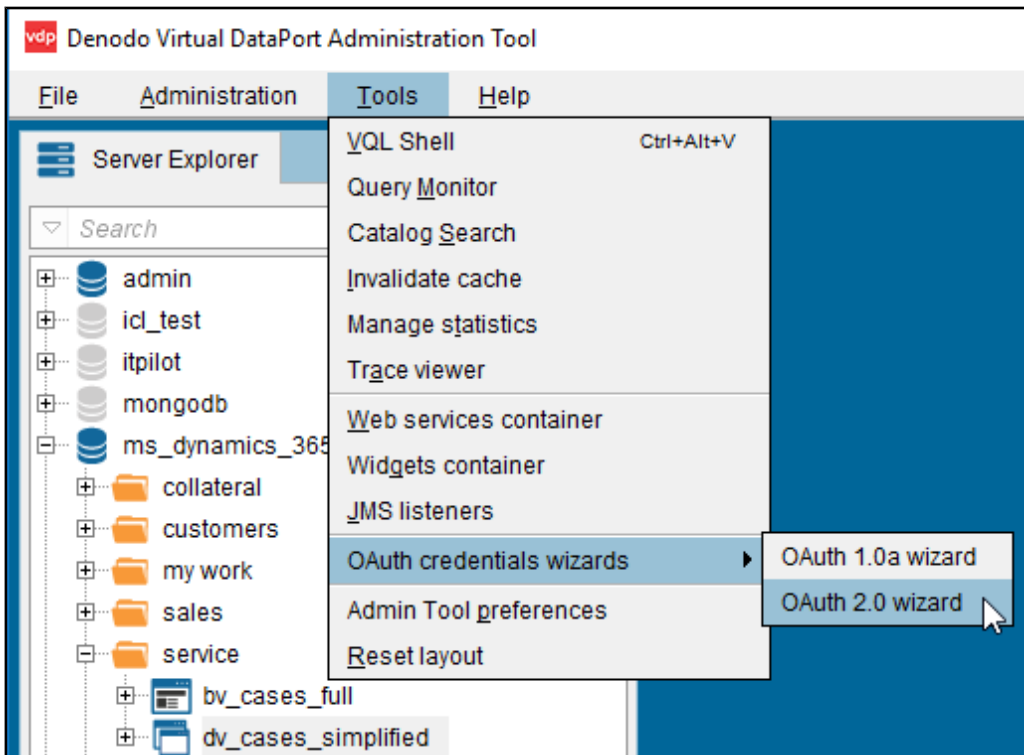 vdp Denodo Virtual DataPort Administration Tool
File Administration Tools Help
Server Explorer
Search
admin
icl_test
itpilot
mongodb
ms_dynamics_365
collateral
customers
my work
sales
service
bv_cases_full
dv_cases_simplified
VQL Shell Ctrl+Alt+V
Query Monitor
Catalog Search
Invalidate cache
Manage statistics
Trace viewer
Web services container
Widgets container
JMS listeners
OAuth credentials wizards
Admin Tool preferences
Reset layout
OAuth 1.0a wizard
OAuth 2.0 wizard